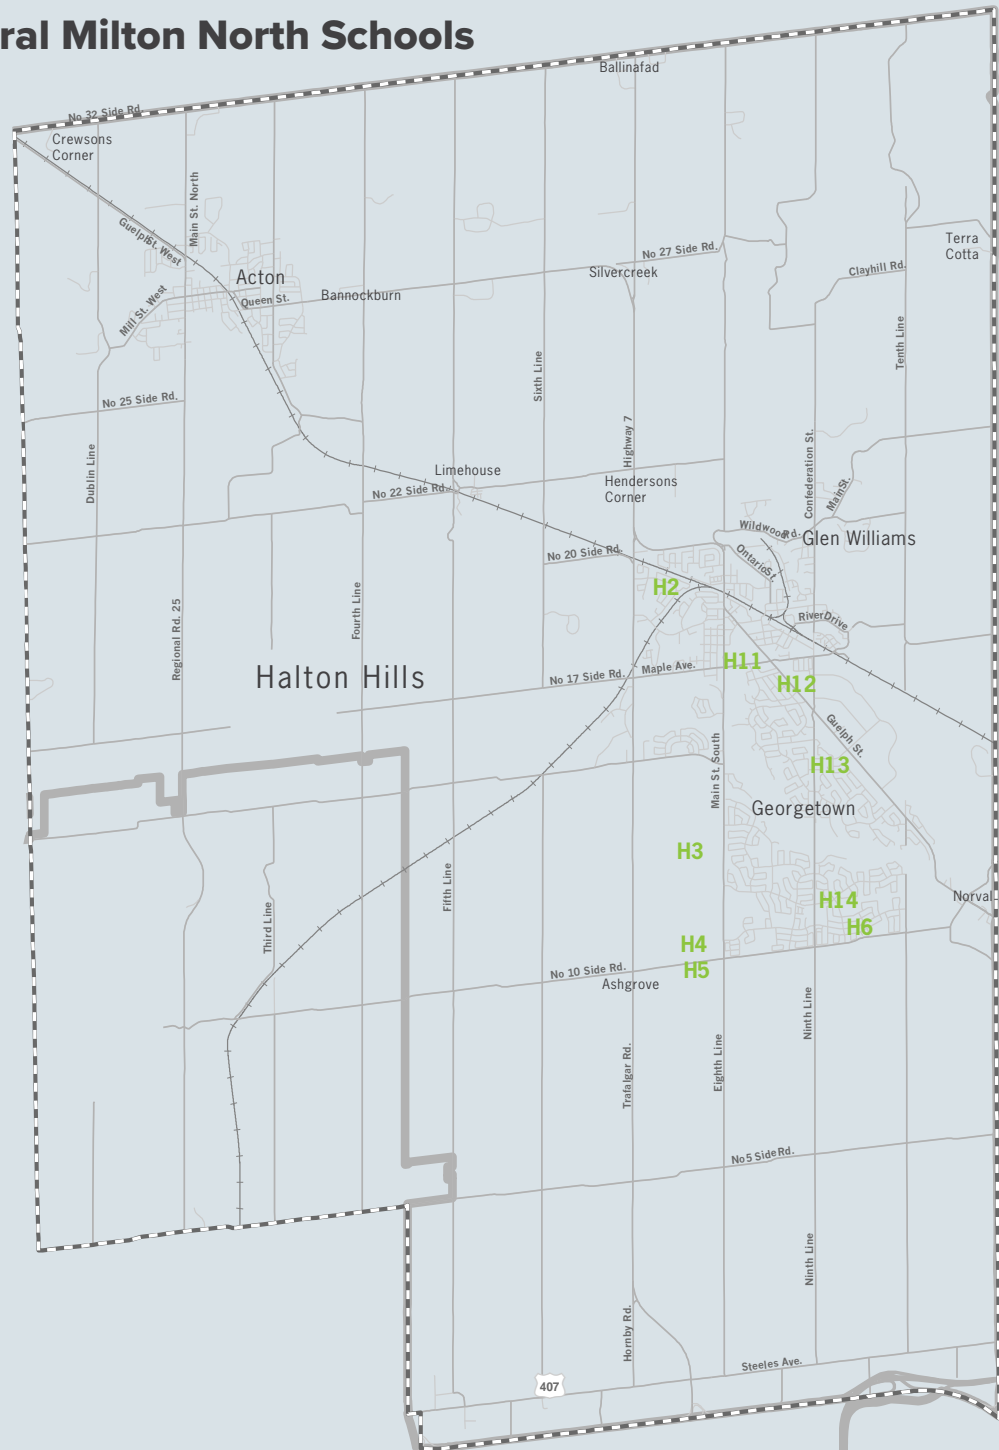 ral Milton North Schools
Ballinafad
No 32 Side Rd.
Crewsons
Corner
Main St. North
Guelph St. West
Terra
Cotta
No 27 Side Rd.
Silvercreek
Clayhill Rd.
Acton
Bannockburn
Queen St.
Mill St. West
Tenth Line
Sixth Line
No 25 Side Rd.
Highway 7
Confederation St.
Dublin Line
Limehouse
Hendersons
Corner
No 22 Side Rd.
Main St.
Wildwood Rd.
Glen Williams
No 20 Side Rd.
Ontario St.
H2
Fourth Line
Regional Rd. 25
River Drive
H11
Maple Ave.
No 17 Side Rd.
Halton Hills
H12
Guelph St.
Main St. South
H13
Georgetown
H3
Fifth Line
Norval
H14
Third Line
H6
H4
H5
No 10 Side Rd.
Ashgrove
Ninth Line
Eighth Line
Trafalgar Rd.
No 5 Side Rd.
Ninth Line
Hornby Rd.
Steeles Ave.
407